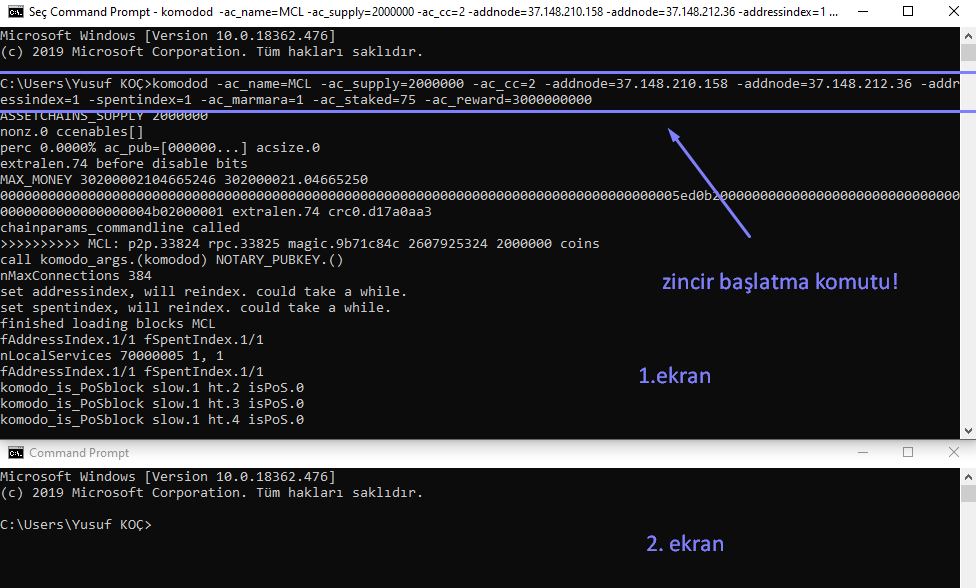 Seç Command Prompt - komodod -ac_name=MCL -ac_supply=2000000 -ac_cc=2 -addnode=37.148.210.158 -addnode=37.148.212.36 -addressindex=1 ...
Microsoft Windows [Version 10.0.18362.476]
(c) 2019 Microsoft Corporation. Tüm hakları saklıdır.
C:\Users\Yusuf KOÇ>komodod -ac_name=MCL -ac_supply=2000000 -ac_cc=2 -addnode=37.148.210.158 -addnode=37.148.212.36 -addr
essindex=1 -spentindex=1 -ac_marmara=1 -ac_staked=75 -ac_reward=3000000000
ASSETCHAINS_SUPPLY 2000000
nonz.0 ccenables[]
perc 0.0000% ac_pub=[000000...] acsize.0
extralen.74 before disable bits
MAX_MONEY 30200002104665246 302000021.04665250
0000000000000000000000000000000000000000000000000000000000000000000000000000000000005ed0b200000000000000000000000000000
0000000000000000004b02000001 extralen.74 crc0.d17a0aa3
chainparams_commandline called
>>>>>>>>>> MCL: p2p.33824 rpc.33825 magic.9b71c84c 2607925324 2000000 coins
call komodo_args.(komodod) NOTARY_PUBKEY.()
nMaxConnections 384
set addressindex, will reindex. could take a while.
set spentindex, will reindex. could take a while.
finished loading blocks MCL
fAddressIndex.1/1 fSpentIndex.1/1
nLocalServices 70000005 1, 1
fAddressIndex.1/1 fSpentIndex.1/1
komodo_is_PoSblock slow.1 ht.2 isPoS.0
komodo_is_PoSblock slow.1 ht.3 isPoS.0
komodo_is_PoSblock slow.1 ht.4 isPoS.0
zincir başlatma komutu!
1.ekran
Command Prompt
Microsoft Windows [Version 10.0.18362.476]
(c) 2019 Microsoft Corporation. Tüm hakları saklıdır.
C:\Users\Yusuf KOÇ>
2. ekran